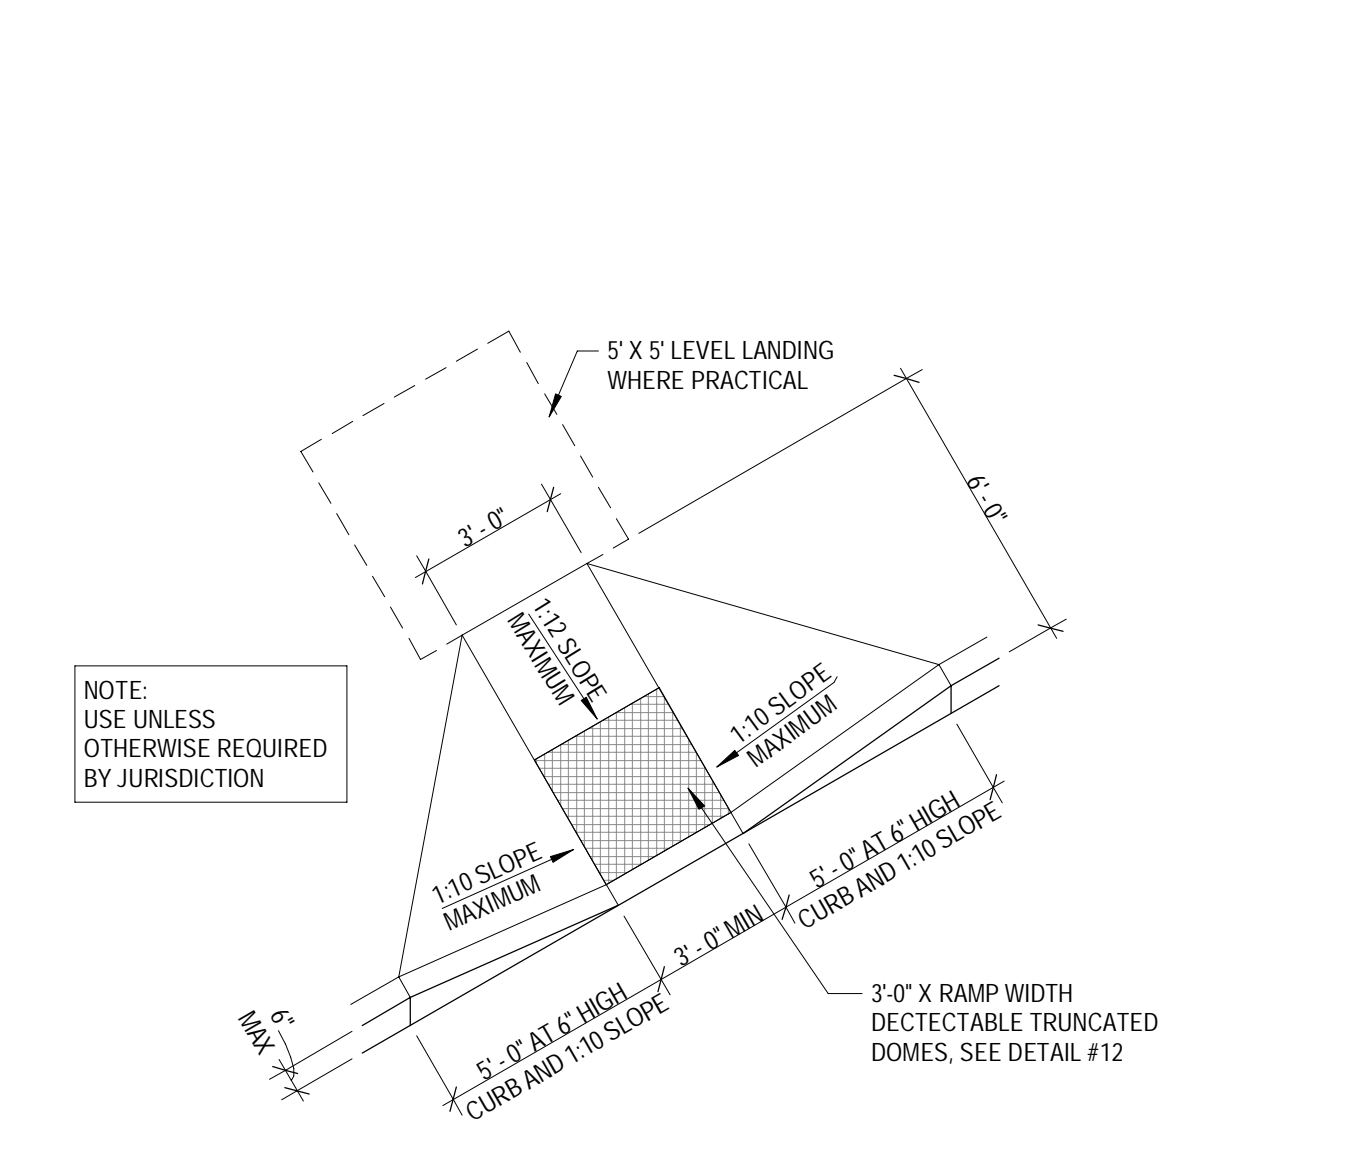 5' X 5' LEVEL LANDING
WHERE PRACTICAL
6' - 0"
3' - 0"
1:12 SLOPE
MAXIMUM
NOTE:
USE UNLESS
OTHERWISE REQUIRED
BY JURISDICTION
1:10 SLOPE
MAXIMUM
1:10 SLOPE
MAXIMUM
5' - 0" AT 6" HIGH
CURB AND 1:10 SLOPE
3' - 0" MIN
5' - 0" AT 6" HIGH
CURB AND 1:10 SLOPE
6"
MAX
3'-0" X RAMP WIDTH
DECTECTABLE TRUNCATED
DOMES, SEE DETAIL #12